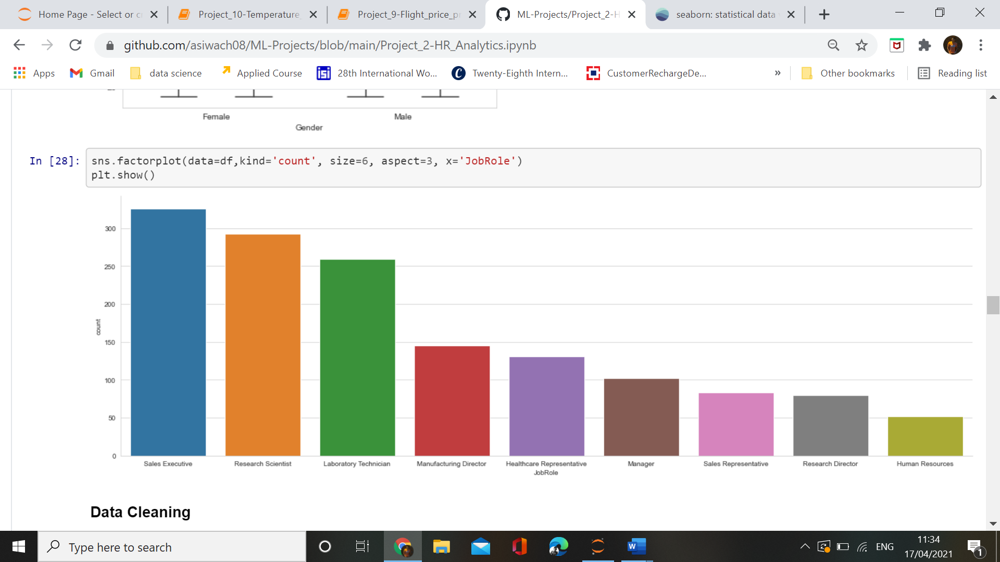 Home Page - Select or c
Project_10-Temperature_
Project_9-Flight_price_p
ML-Projects/Project_2-H
seaborn: statistical data
github.com/asiwach08/ML-Projects/blob/main/Project_2-HR_Analytics.ipynb
Apps
Gmail
data science
Applied Course
28th International Wo...
Twenty-Eighth Intern...
CustomerRechargeDe...
»
Other bookmarks
Reading list
Female
Male
Gender
In [28]:
sns.factorplot(data=df,kind='count', size=6, aspect=3, x='JobRole')
plt.show()
300
250
200
150
100
50
0
count
Sales Executive
Research Scientist
Laboratory Technician
Manufacturing Director
Healthcare Representative
Manager
Sales Representative
Research Director
Human Resources
JobRole
Data Cleaning
Type here to search
ENG
11:34
17/04/2021
1